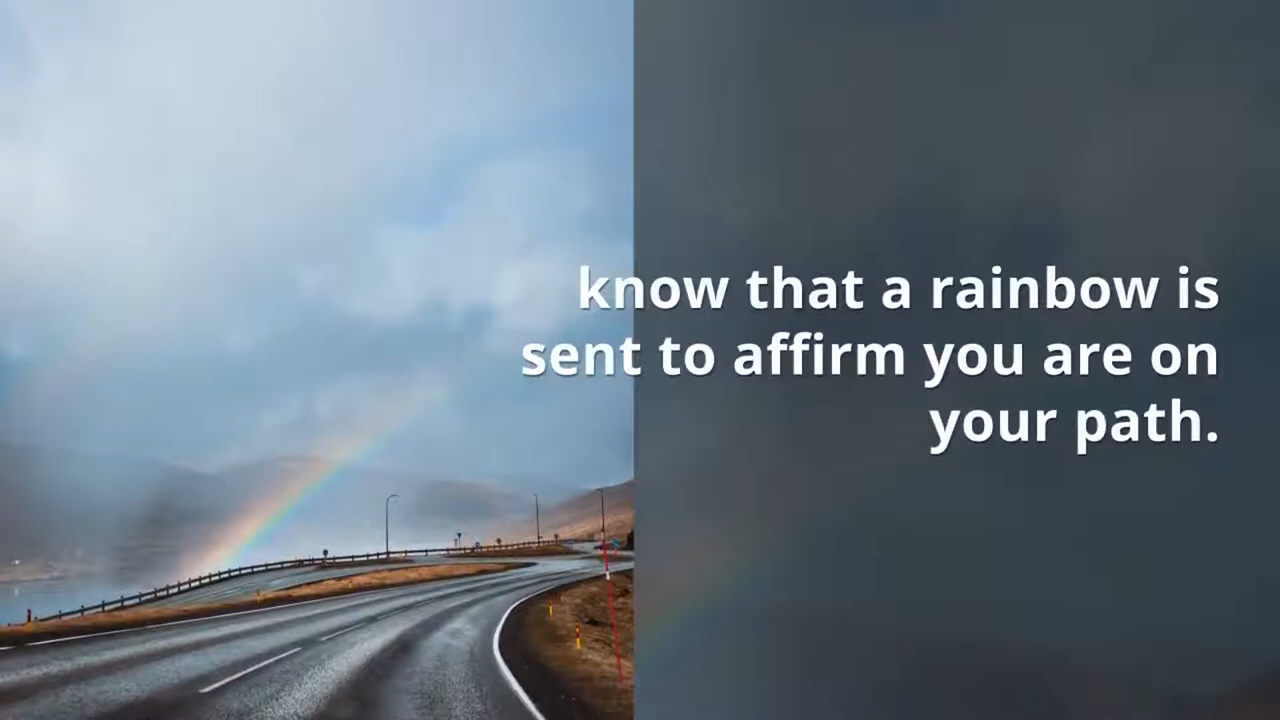 know that a rainbow is
sent to affirm you are on
your path.